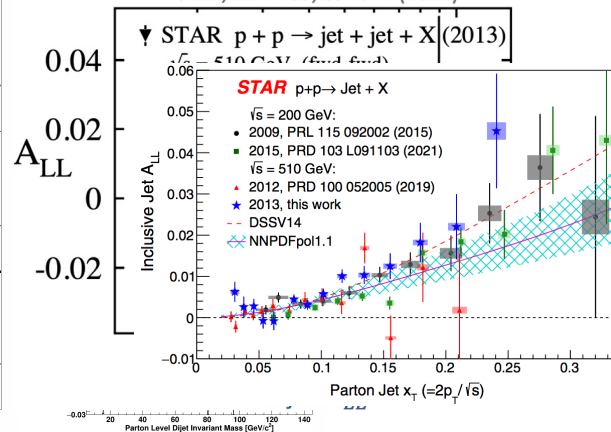 STAR p + p → jet + jet + X (2013)
√s = 510 GeV (fwd-fwd)
0.04
0.02
A_LL
0
-0.02
0.06
0.05
0.04
0.03
0.02
0.01
0
−0.01
Inclusive Jet A_LL
STAR p+p→ Jet + X
√s = 200 GeV:
2009, PRL 115 092002 (2015)
2015, PRD 103 L091103 (2021)
√s = 510 GeV:
2012, PRD 100 052005 (2019)
2013, this work
DSSV14
NNPDFpol1.1
0 0.05 0.1 0.15 0.2 0.25 0.3
Parton Jet x_T (=2p_T/√s)
−0.03
20 40 60 80 100 120 140
Parton Level Dijet Invariant Mass [GeV/c²]